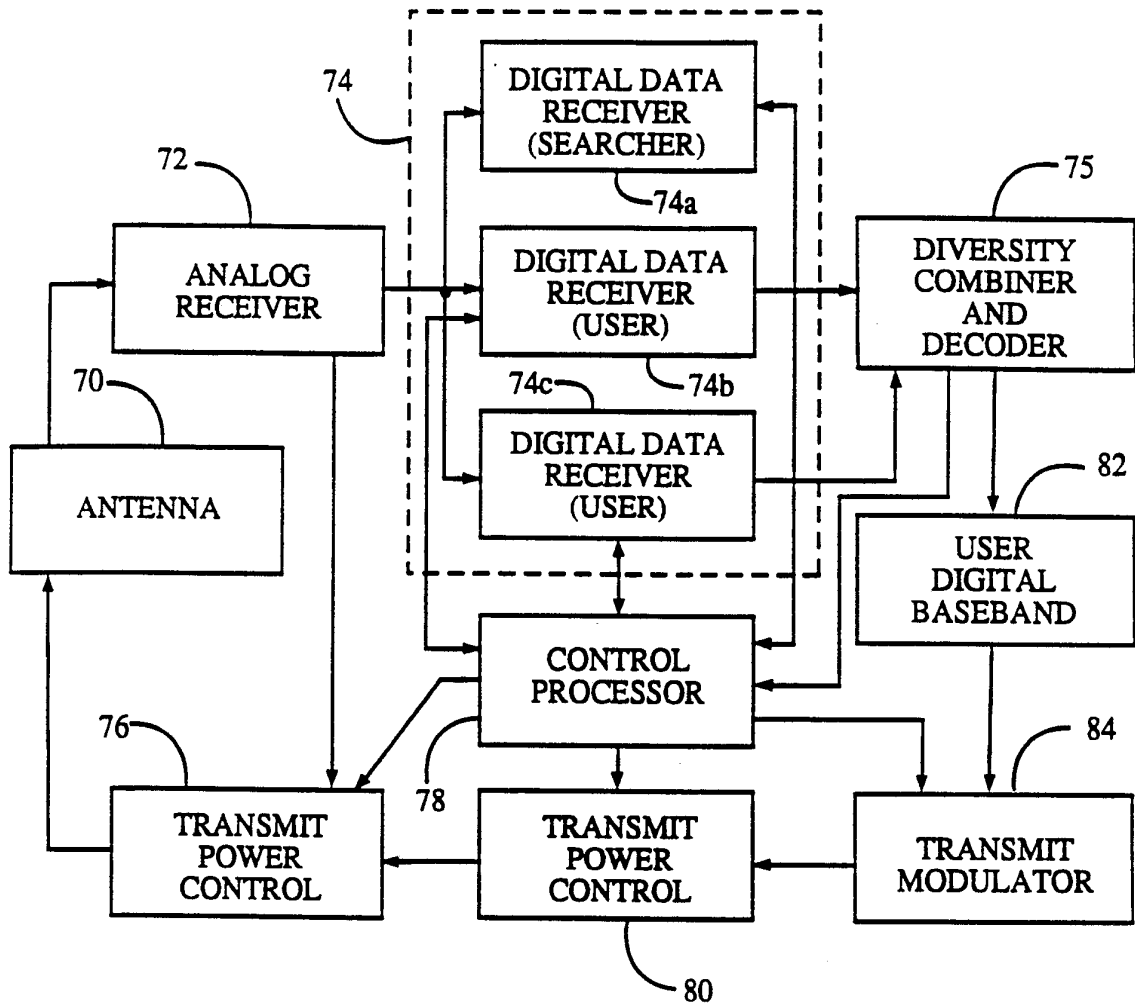 74
DIGITAL DATA
RECEIVER
(SEARCHER)
74a
72
ANALOG
RECEIVER
DIGITAL DATA
RECEIVER
(USER)
74b
75
DIVERSITY
COMBINER
AND
DECODER
70
ANTENNA
74c
DIGITAL DATA
RECEIVER
(USER)
82
USER
DIGITAL
BASEBAND
CONTROL
PROCESSOR
78
76
TRANSMIT
POWER
CONTROL
TRANSMIT
POWER
CONTROL
80
84
TRANSMIT
MODULATOR